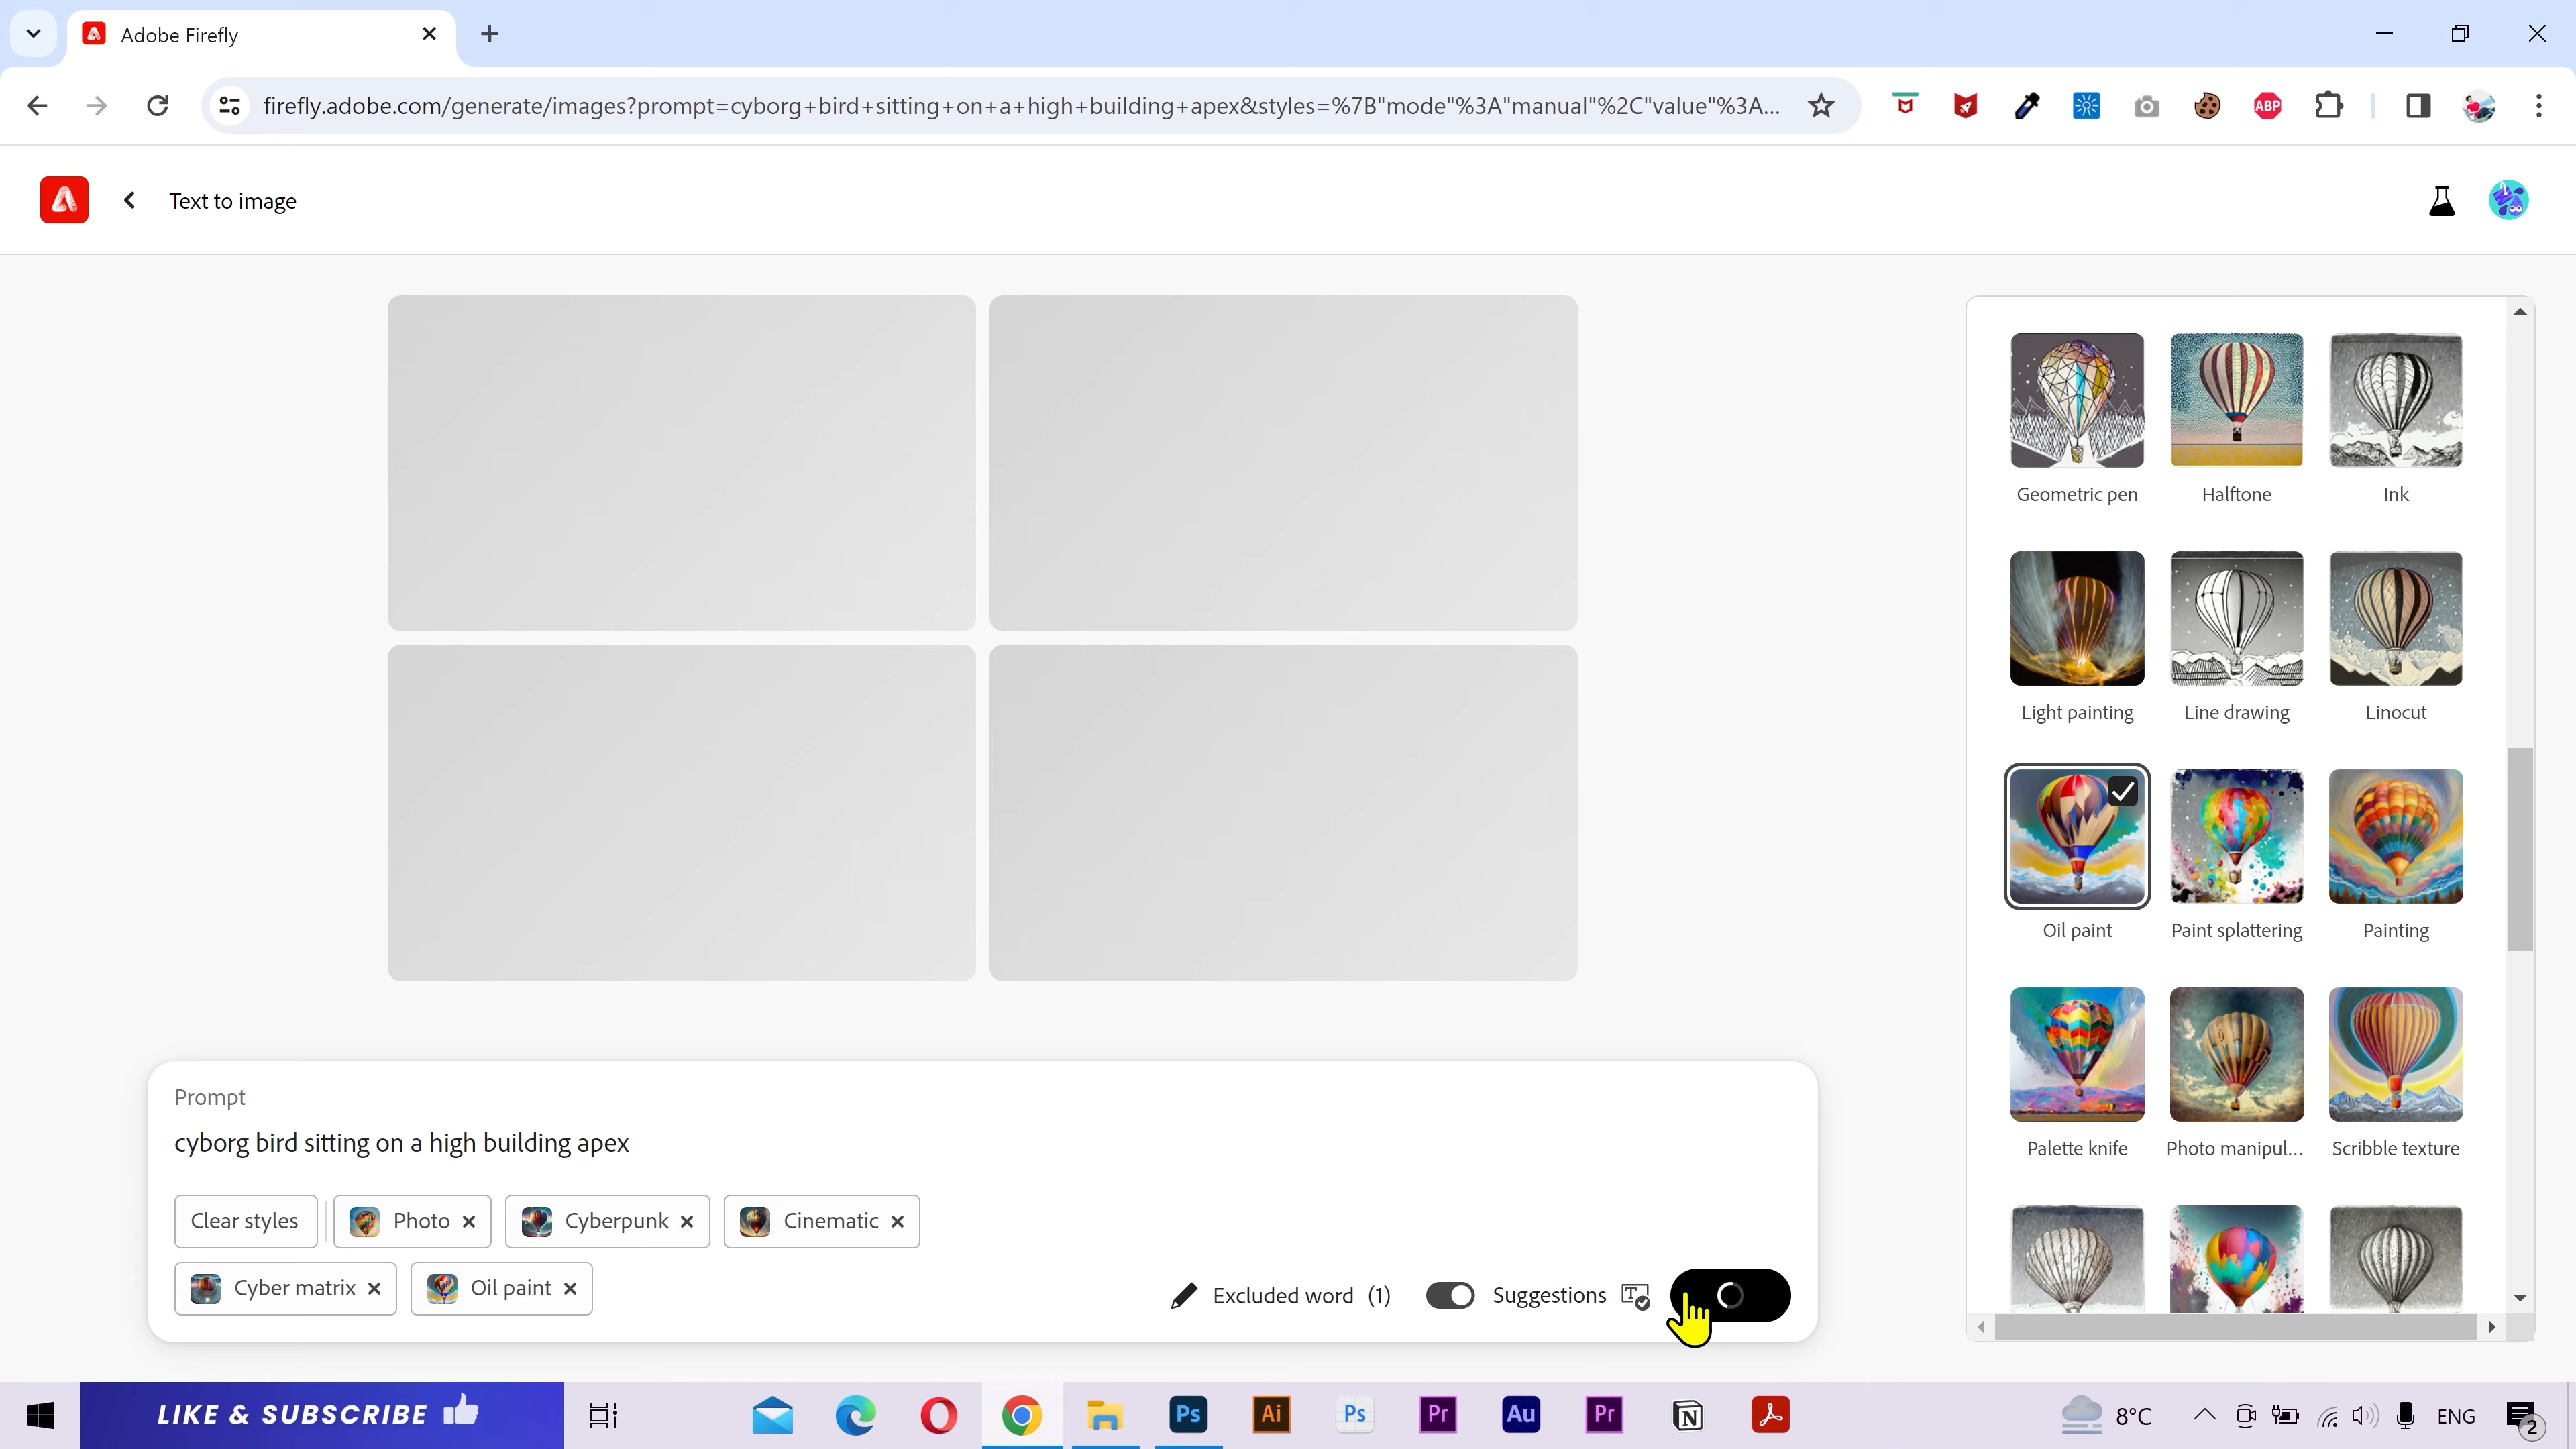 Adobe Firefly
firefly.adobe.com/generate/images?prompt=cyborg+bird+sitting+on+a+high+building+apex&styles=%7B"mode"%3A"manual"%2C"value"%3A...
ABP
Text to image
Geometric pen
Halftone
Ink
Light painting
Line drawing
Linocut
Oil paint
Paint splattering
Painting
Palette knife
Photo manipul...
Scribble texture
Prompt
cyborg bird sitting on a high building apex
Clear styles
Photo
Cyberpunk
Cinematic
Cyber matrix
Oil paint
Excluded word (1)
Suggestions
LIKE & SUBSCRIBE
Ps
Ai
Ps
Pr
Au
Pr
N
8°C
ENG
2